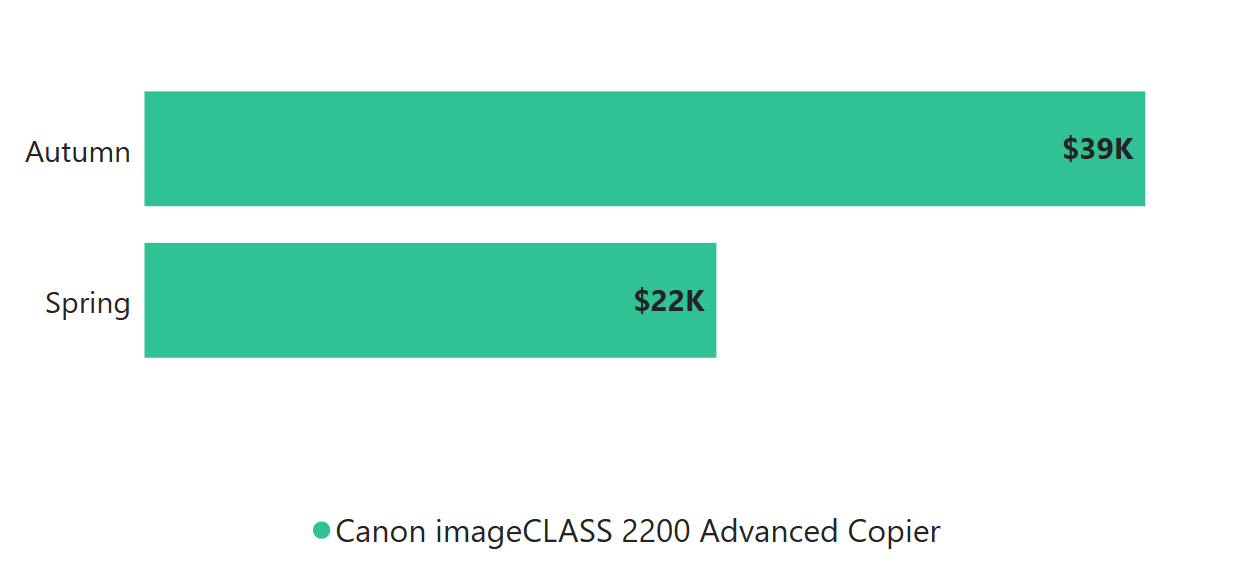 Autumn
$39K
Spring
$22K
Canon imageCLASS 2200 Advanced Copier